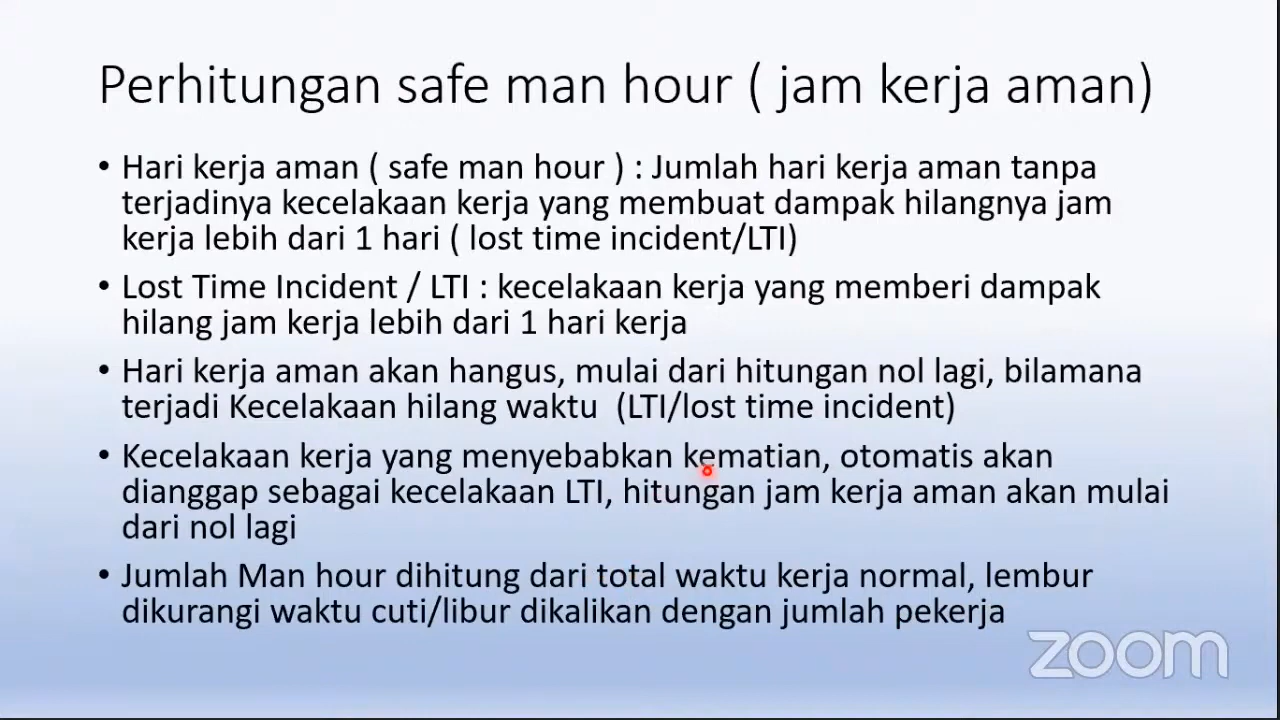 Perhitungan safe man hour ( jam kerja aman)
• Hari kerja aman ( safe man hour ) : Jumlah hari kerja aman tanpa
terjadinya kecelakaan kerja yang membuat dampak hilangnya jam
kerja lebih dari 1 hari ( lost time incident/LTI)
• Lost Time Incident / LTI : kecelakaan kerja yang memberi dampak
hilang jam kerja lebih dari 1 hari kerja
• Hari kerja aman akan hangus, mulai dari hitungan nol lagi, bilamana
terjadi Kecelakaan hilang waktu  (LTI/lost time incident)
• Kecelakaan kerja yang menyebabkan kematian, otomatis akan
dianggap sebagai kecelakaan LTI, hitungan jam kerja aman akan mulai
dari nol lagi
• Jumlah Man hour dihitung dari total waktu kerja normal, lembur
dikurangi waktu cuti/libur dikalikan dengan jumlah pekerja
zoom